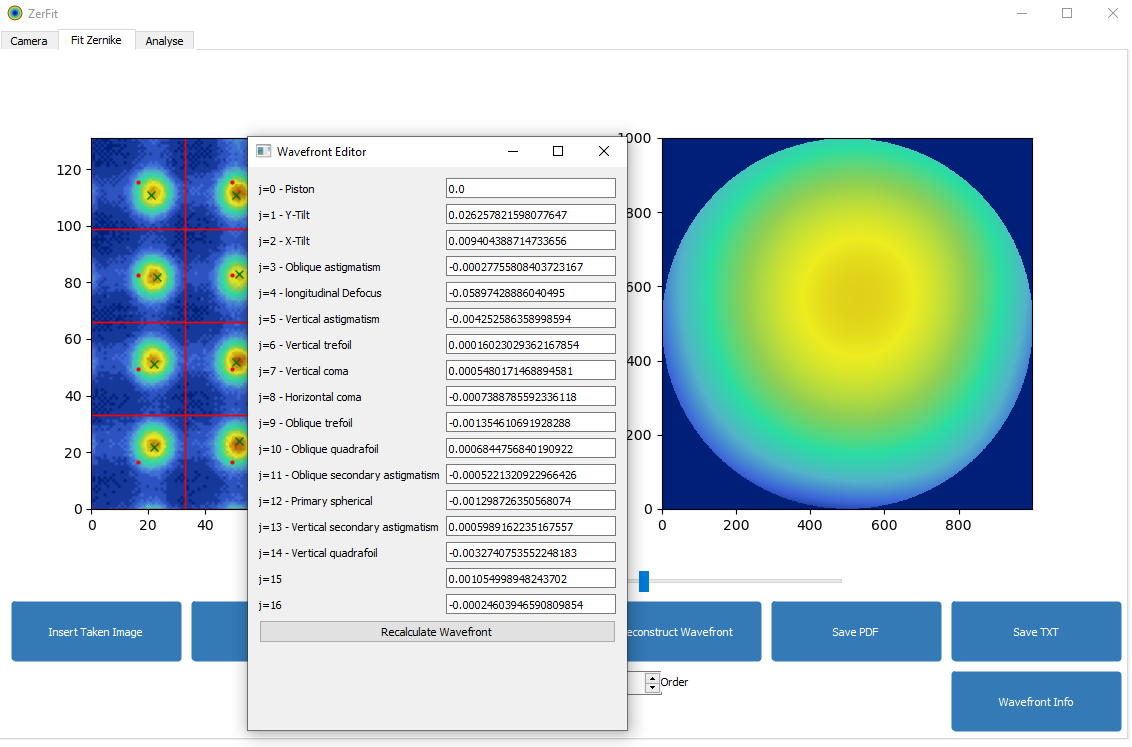 ZerFit
Camera Fit Zernike Analyse
120
100
80
60
40
20
0
0 20 40
Wavefront Editor
j=0 - Piston 0.0
j=1 - Y-Tilt 0.026257821598077647
j=2 - X-Tilt 0.009404388714733656
j=3 - Oblique astigmatism -0.00027755808403723167
j=4 - longitudinal Defocus -0.05897428886040495
j=5 - Vertical astigmatism -0.004252586358998594
j=6 - Vertical trefoil 0.00016023029362167854
j=7 - Vertical coma 0.0005480171468894581
j=8 - Horizontal coma -0.0007388785592336118
j=9 - Oblique trefoil -0.001354610691928288
j=10 - Oblique quadrafoil 0.0006844756840190922
j=11 - Oblique secondary astigmatism -0.0005221320922966426
j=12 - Primary spherical -0.001298726350568074
j=13 - Vertical secondary astigmatism 0.0005989162235167557
j=14 - Vertical quadrafoil -0.0032740753552248183
j=15 0.001054998948243702
j=16 -0.00024603946590809854
Recalculate Wavefront
1000
800
600
400
200
0
0 200 400 600 800
Insert Taken Image
econstruct Wavefront
Save PDF
Save TXT
Order
Wavefront Info